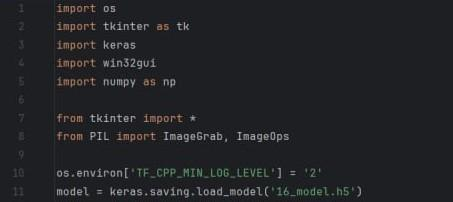 1 import os
2 import tkinter as tk
3 import keras
4 import win32gui
5 import numpy as np
6
7 from tkinter import *
8 from PIL import ImageGrab, ImageOps
9
10 os.environ['TF_CPP_MIN_LOG_LEVEL'] = '2'
11 model = keras.saving.load_model('16_model.h5')